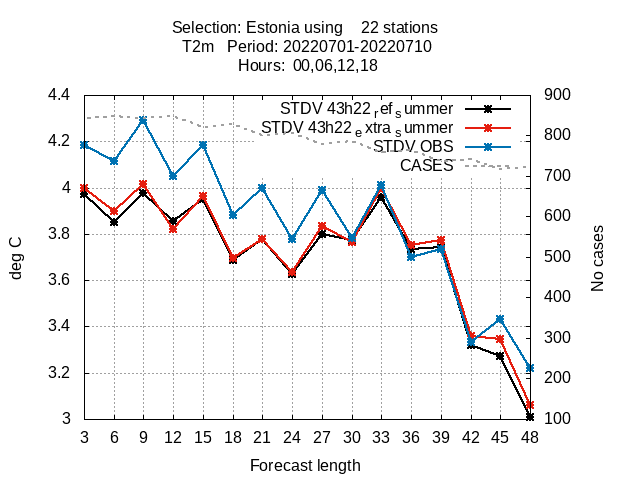 Selection: Estonia using 22 stations
T2m Period: 20220701-20220710
Hours: 00,06,12,18
STDV 43h22 ref summer
STDV 43h22 extra summer
STDV OBS
CASES
4.4
4.2
4
3.8
3.6
3.4
3.2
3
deg C
900
800
700
600
500
400
300
200
100
No cases
3 6 9 12 15 18 21 24 27 30 33 36 39 42 45 48
Forecast length